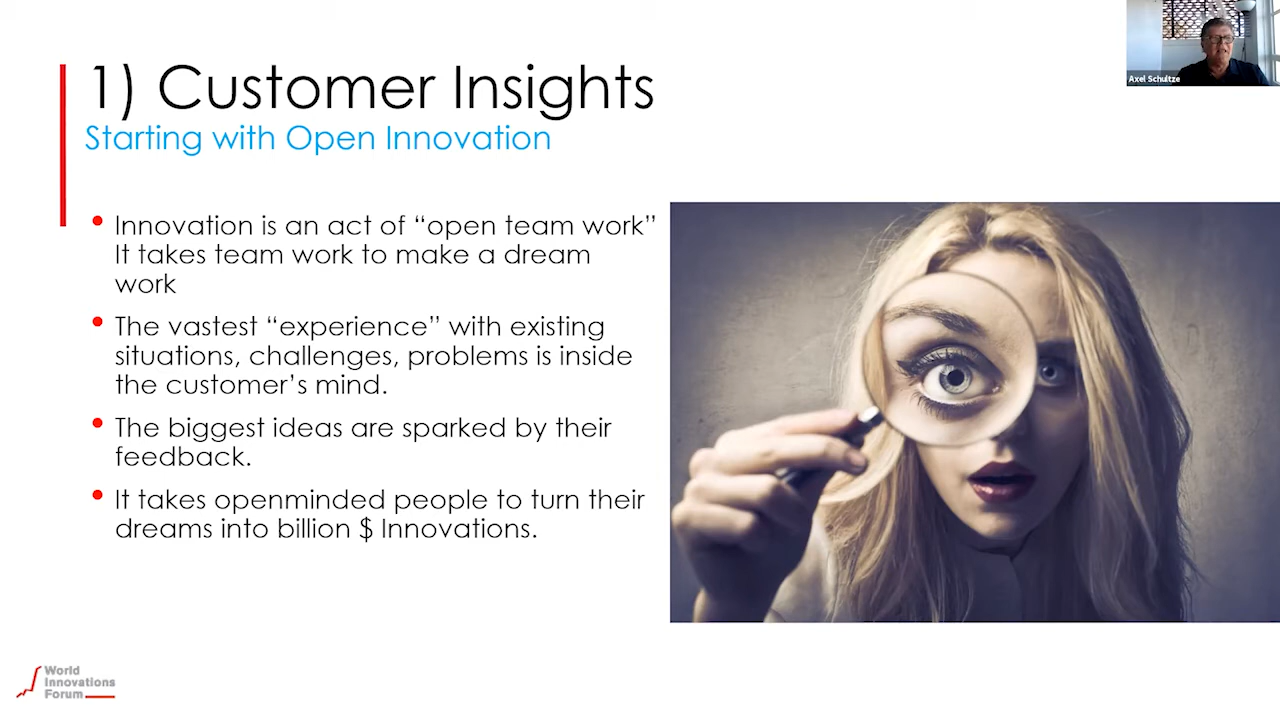 1) Customer Insights
Starting with Open Innovation
• Innovation is an act of “open team work”
It takes team work to make a dream
work
• The vastest “experience” with existing
situations, challenges, problems is inside
the customer’s mind.
• The biggest ideas are sparked by their
feedback.
• It takes openminded people to turn their
dreams into billion $ Innovations.
Axel Schultze
World
Innovations
Forum